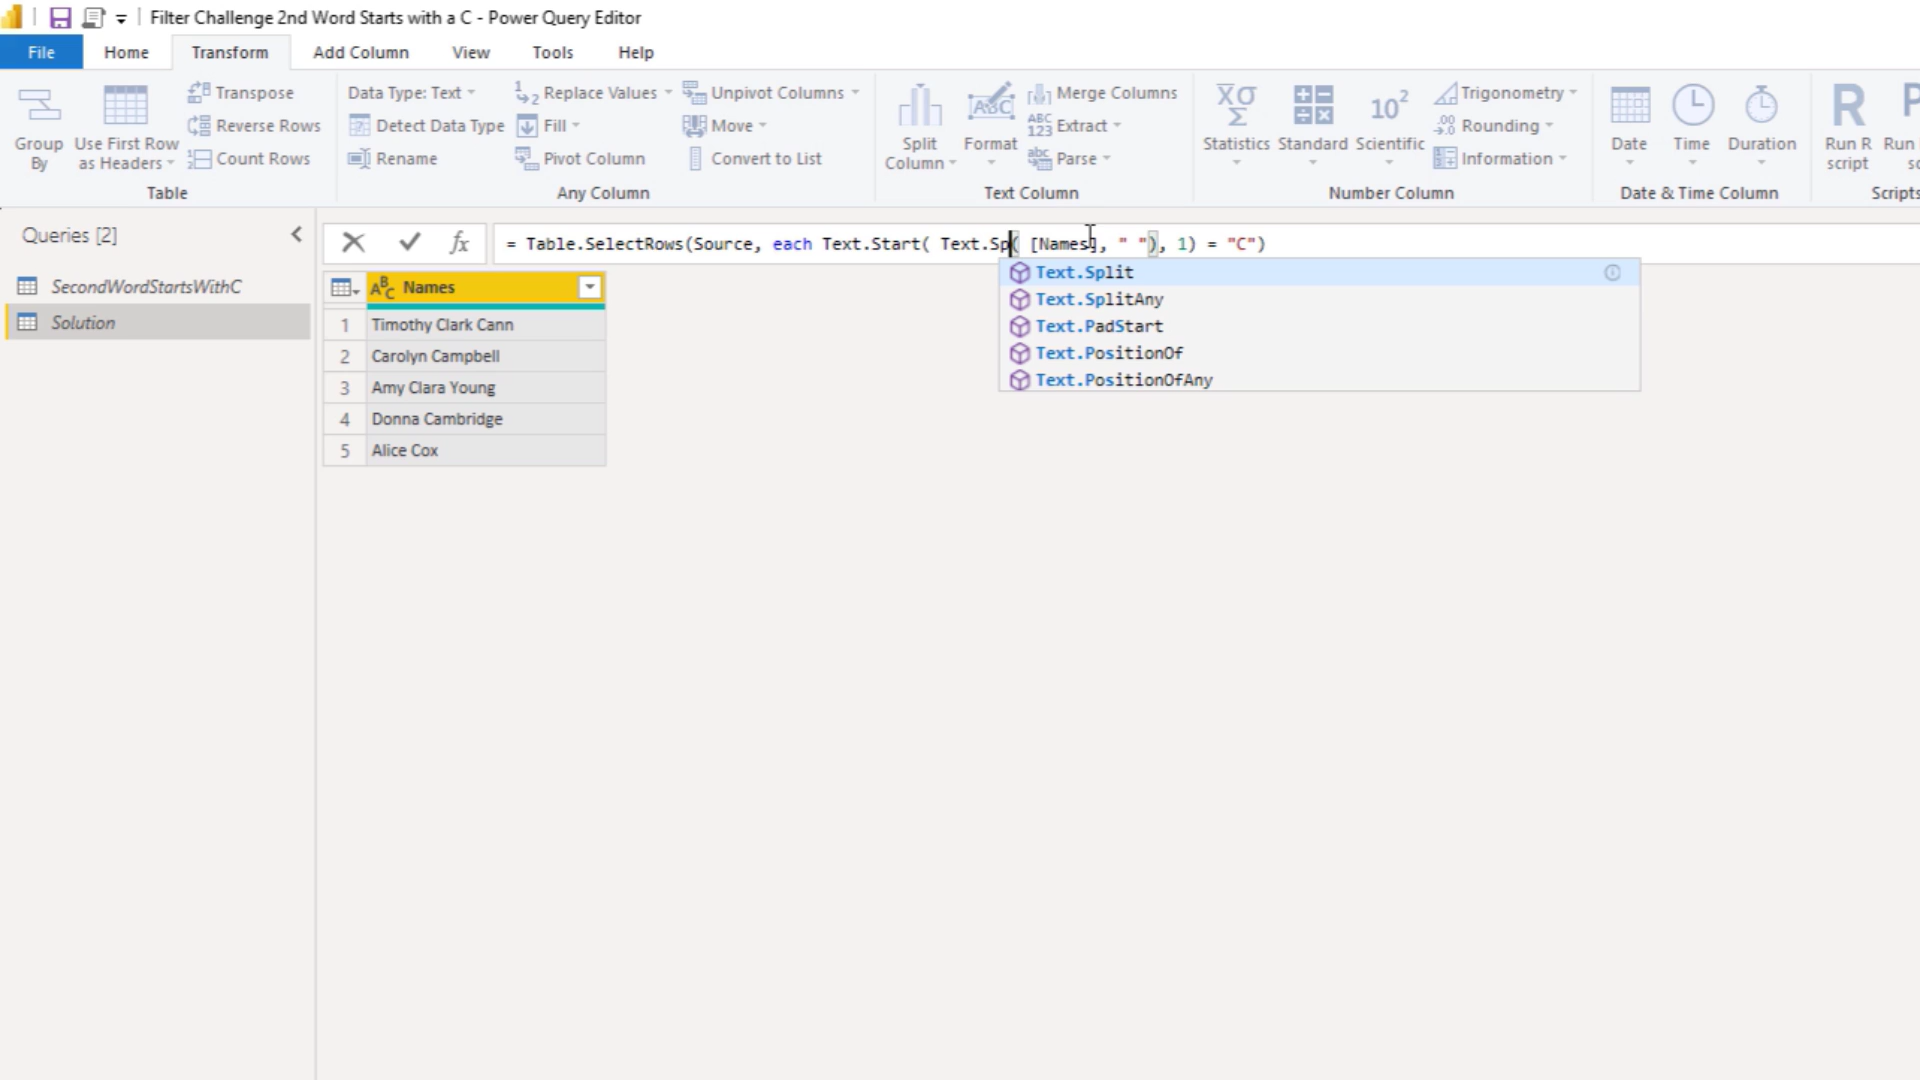 Filter Challenge 2nd Word Starts with a C - Power Query Editor
File Home Transform Add Column View Tools Help
Group By
Use First Row as Headers
Transpose
Reverse Rows
Count Rows
Table
Data Type: Text
Detect Data Type
Rename
Replace Values
Fill
Pivot Column
Unpivot Columns
Move
Convert to List
Any Column
Split Column
Format
Merge Columns
Extract
Parse
Text Column
Statistics
Standard
Scientific
Trigonometry
Rounding
Information
Number Column
Date
Time
Duration
Date & Time Column
Run R script
Run
Scripts
Queries [2]
SecondWordStartsWithC
Solution
= Table.SelectRows(Source, each Text.Start( Text.Sp( [Names], " "), 1) = "C")
Text.Split
Text.SplitAny
Text.PadStart
Text.PositionOf
Text.PositionOfAny
Names
1 Timothy Clark Cann
2 Carolyn Campbell
3 Amy Clara Young
4 Donna Cambridge
5 Alice Cox